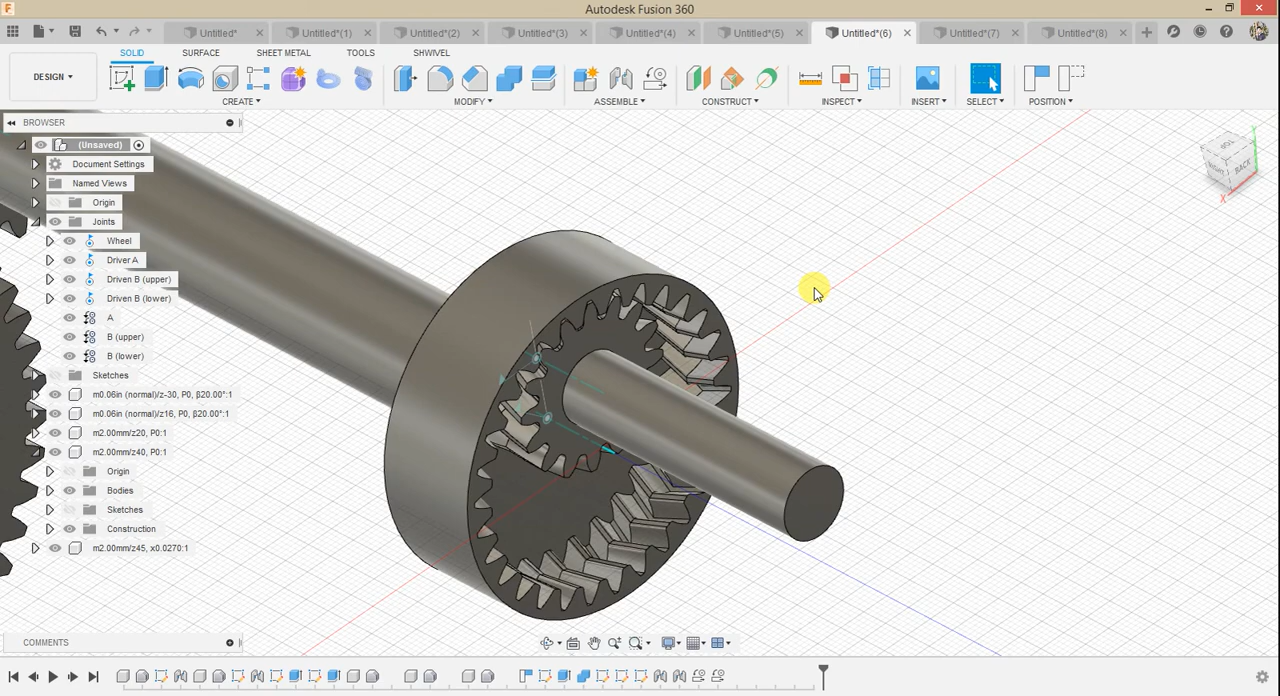 Autodesk Fusion 360
Untitled* Untitled*(1) Untitled*(2) Untitled*(3) Untitled*(4) Untitled*(5) Untitled*(6) Untitled*(7) Untitled*(8)
SOLID SURFACE SHEET METAL TOOLS SHWIVEL
DESIGN
CREATE MODIFY ASSEMBLE CONSTRUCT INSPECT INSERT SELECT POSITION
BROWSER
(Unsaved)
Document Settings
Named Views
Origin
Joints
Wheel
Driver A
Driven B (upper)
Driven B (lower)
A
B (upper)
B (lower)
Sketches
m0.06in (normal)/z-30, P0, β20.00°:1
m0.06in (normal)/z16, P0, β20.00°:1
m2.00mm/z20, P0:1
m2.00mm/z40, P0:1
Origin
Bodies
Sketches
Construction
m2.00mm/z45, x0.0270:1
TOP
RIGHT BACK
Y
X
COMMENTS